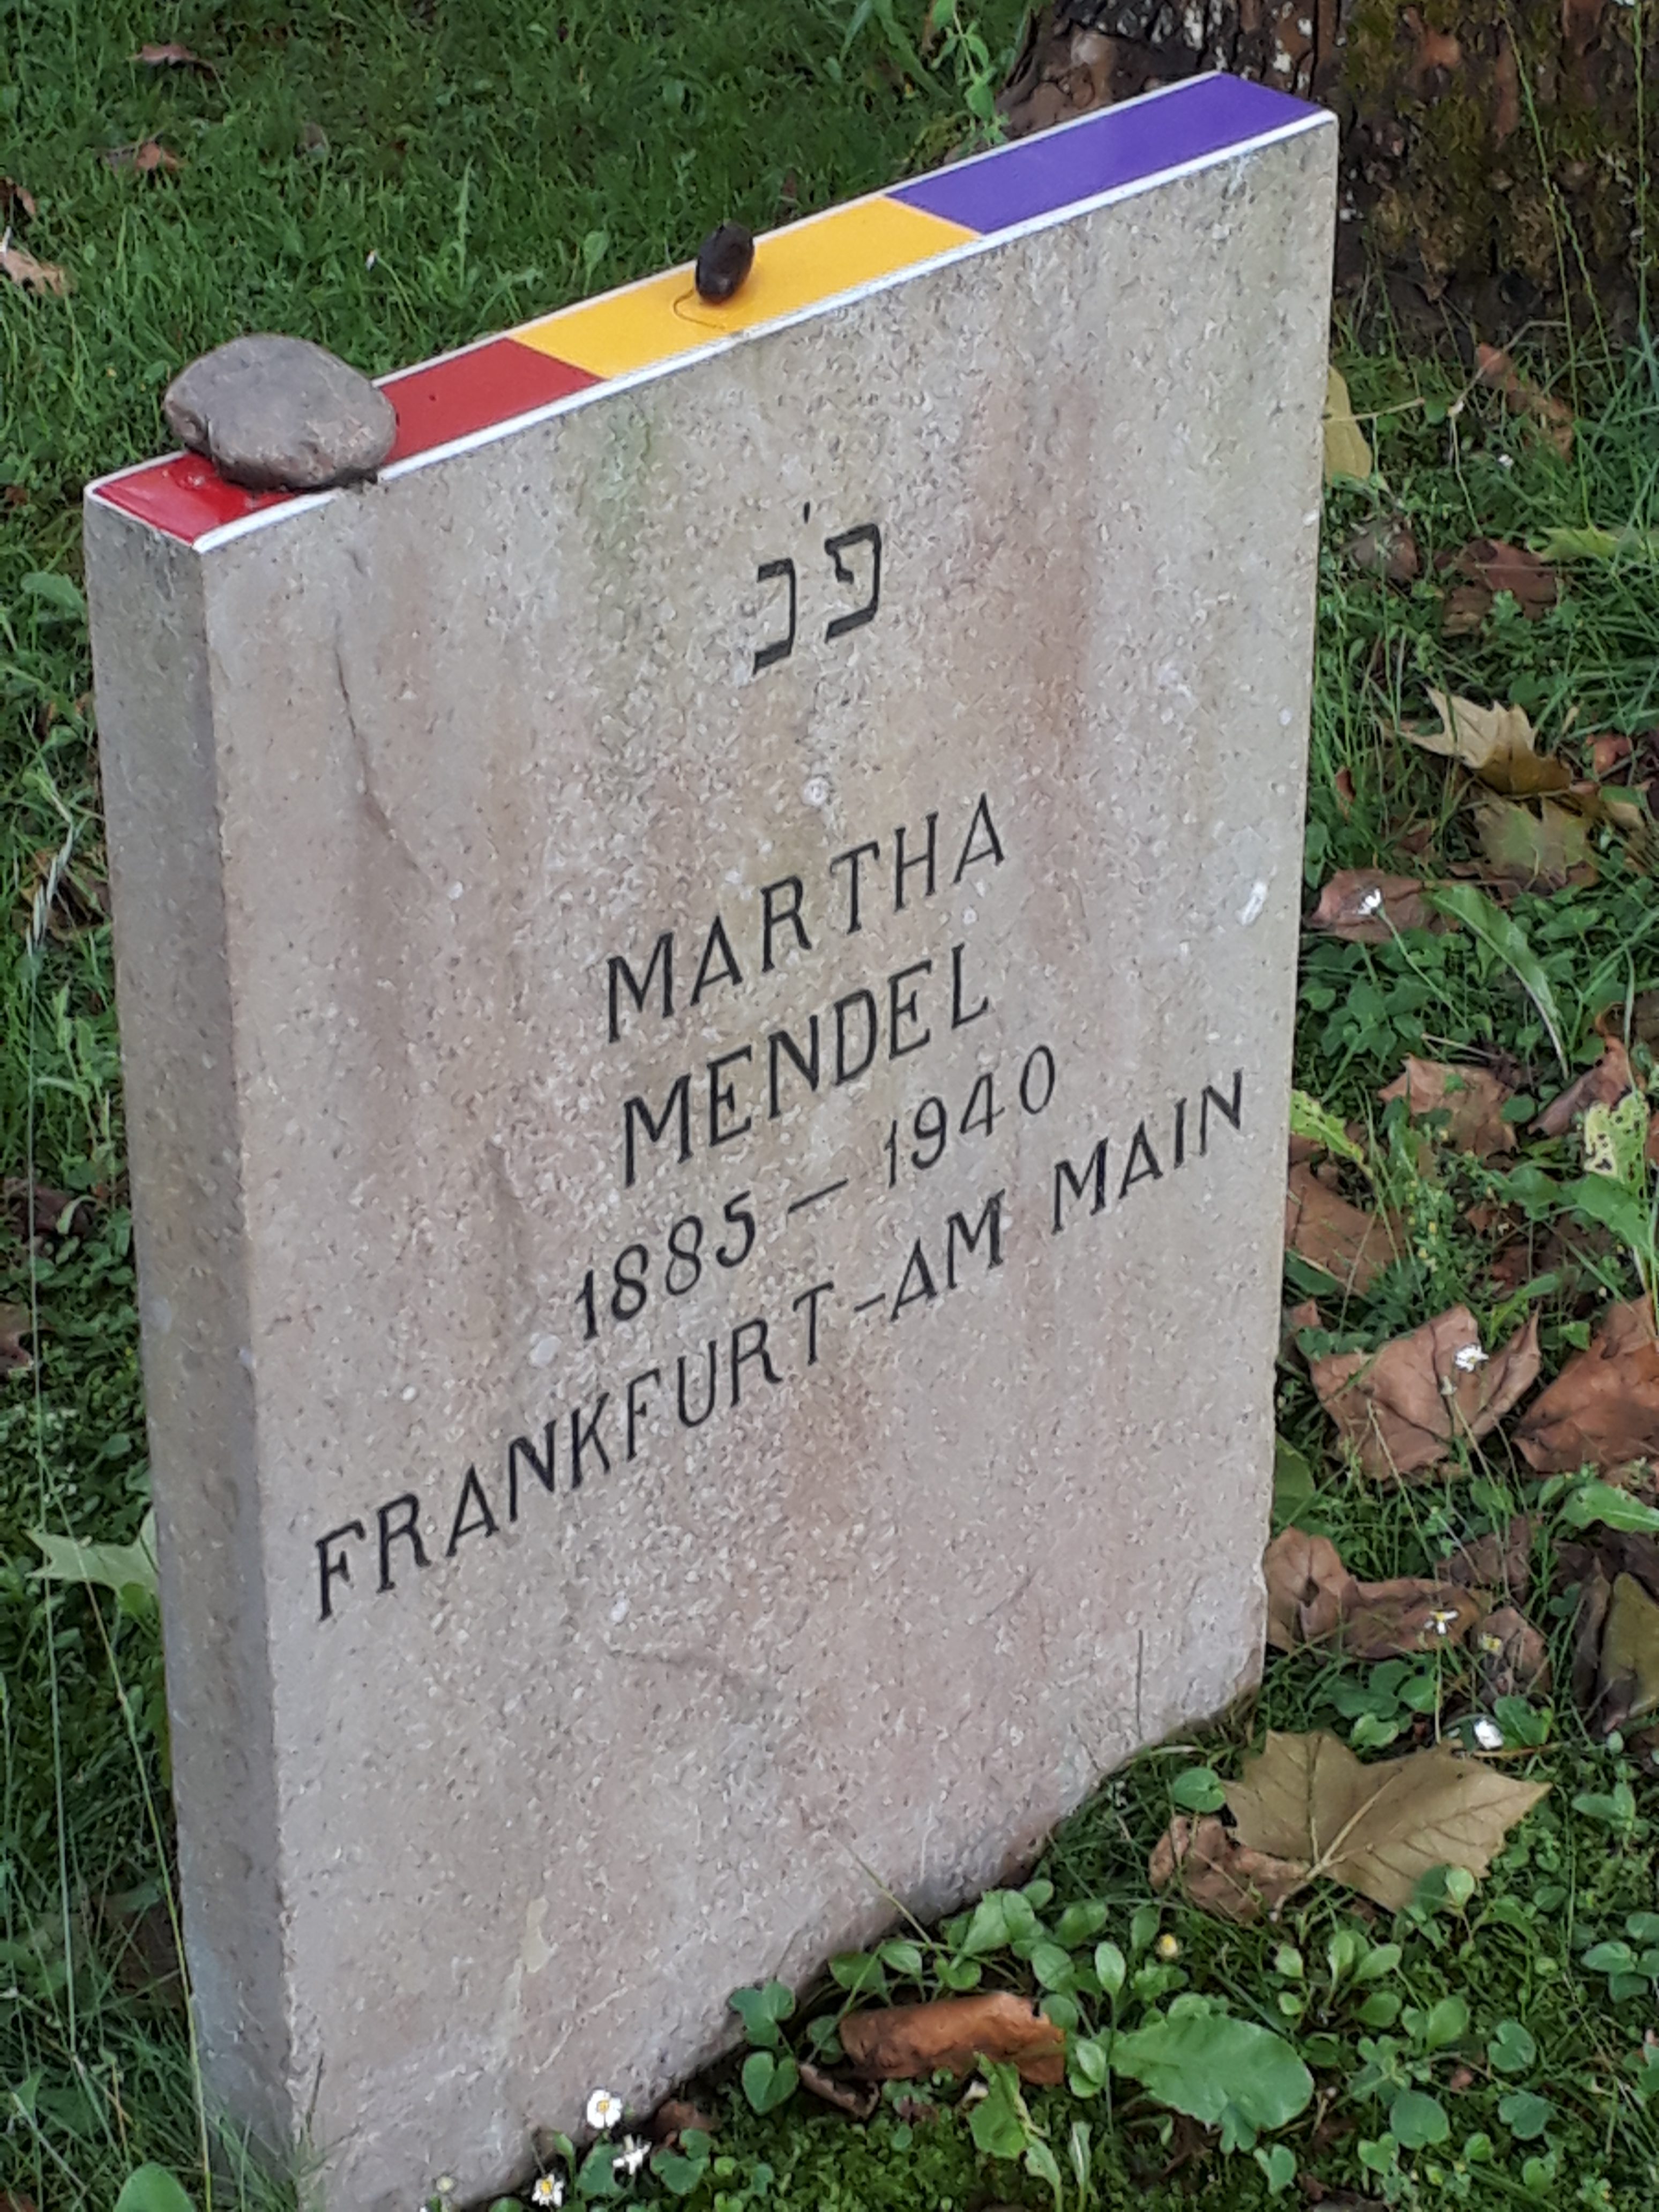 פ'נ
MARTHA
MENDEL
1885 — 1940
FRANKFURT-AM MAIN